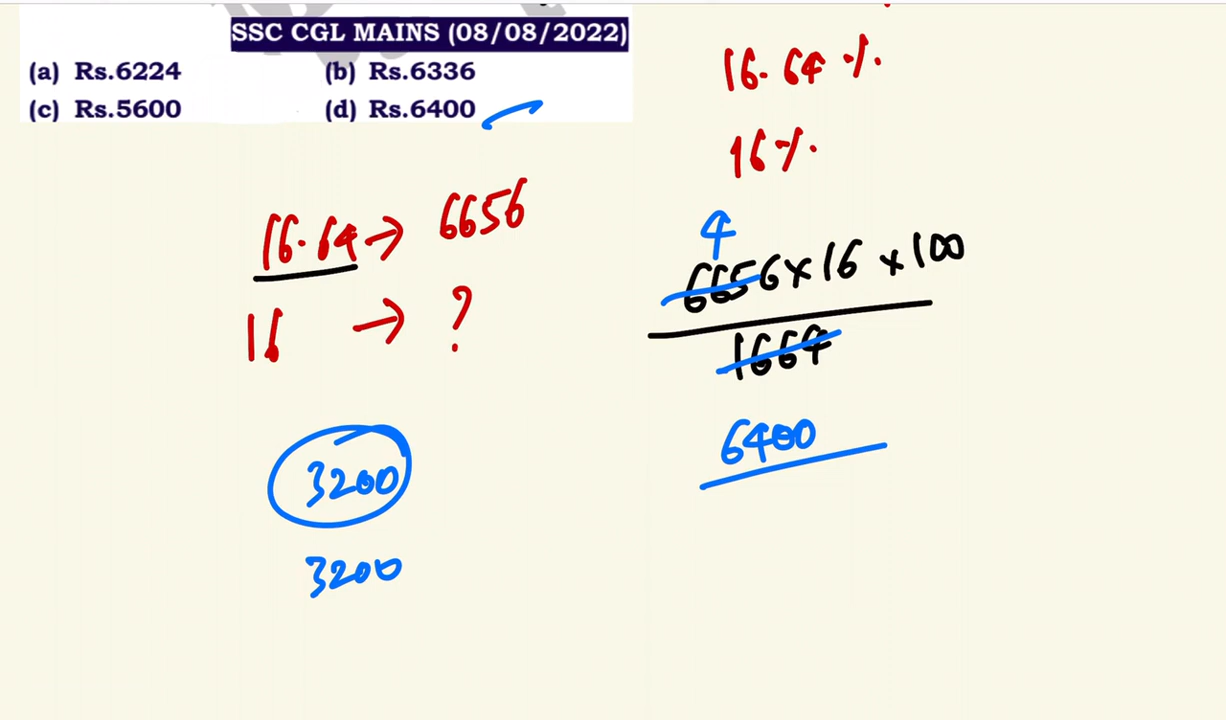 SSC CGL MAINS (08/08/2022)
(a) Rs.6224 (b) Rs.6336
(c) Rs.5600 (d) Rs.6400
16.64 %.
16 %.
16.64 → 6656
16 → ?
4
6656 × 16 × 100
1664
6400
3200
3200